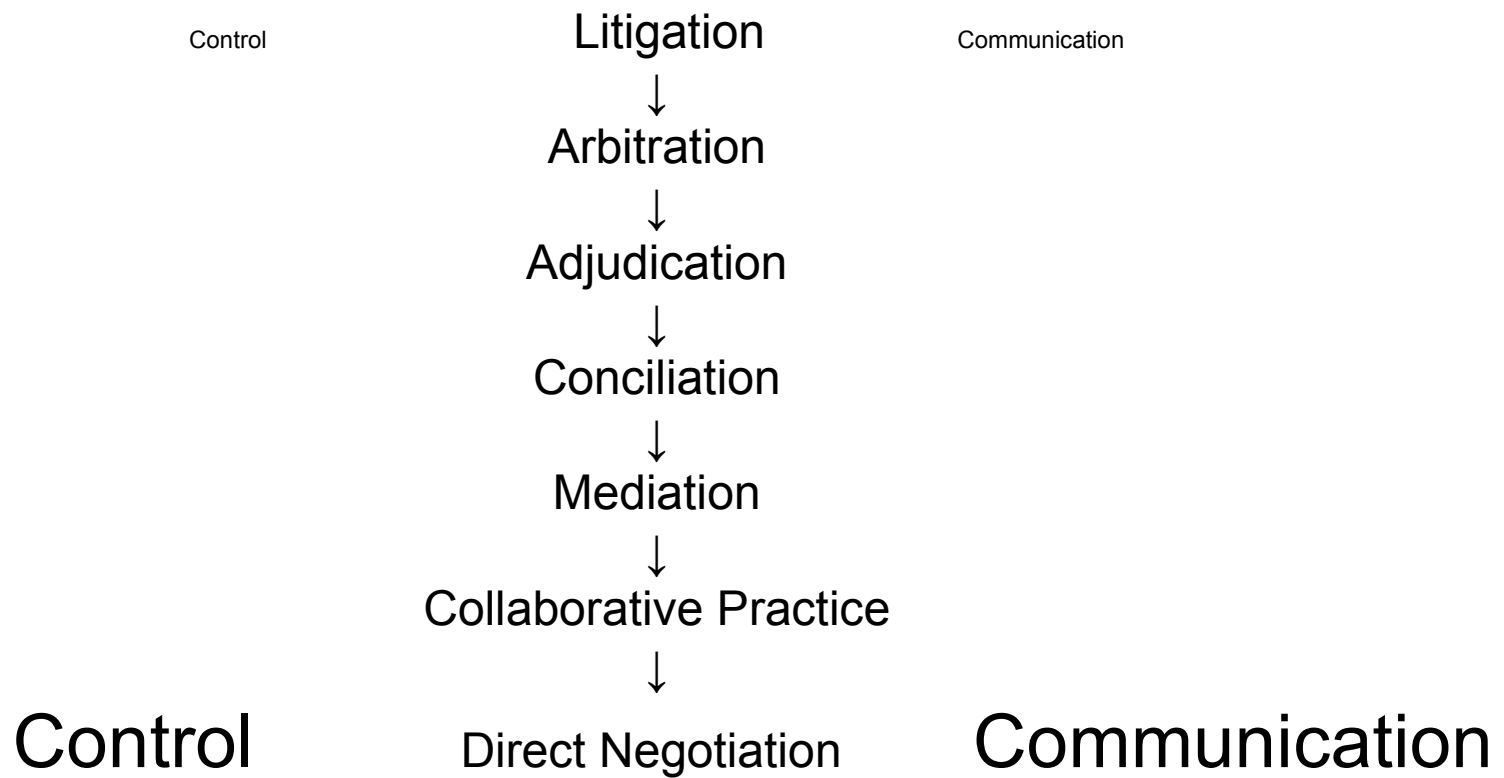 Control Litigation Communication
↓
Arbitration
↓
Adjudication
↓
Conciliation
↓
Mediation
↓
Collaborative Practice
↓
Control Direct Negotiation Communication